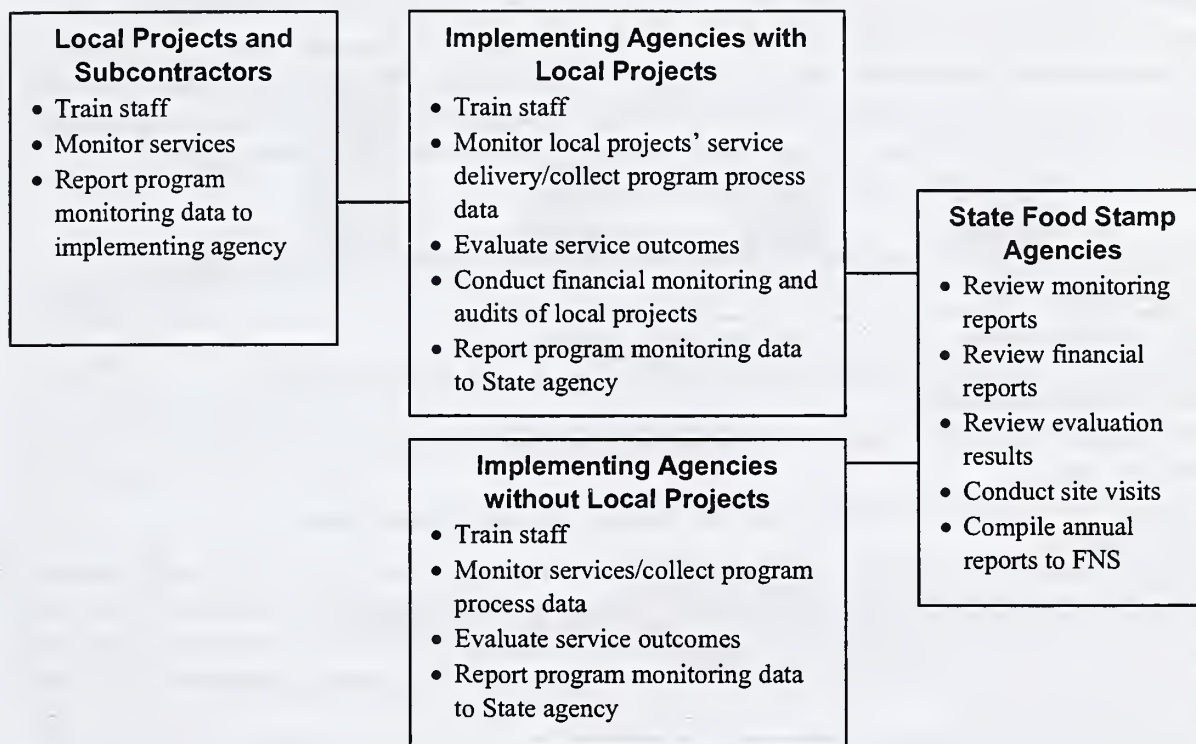 Local Projects and
Subcontractors
• Train staff
• Monitor services
• Report program
monitoring data to
implementing agency
Implementing Agencies with
Local Projects
• Train staff
• Monitor local projects’ service
delivery/collect program process
data
• Evaluate service outcomes
• Conduct financial monitoring and
audits of local projects
• Report program monitoring data
to State agency
Implementing Agencies
without Local Projects
• Train staff
• Monitor services/collect program
process data
• Evaluate service outcomes
• Report program monitoring data
to State agency
State Food Stamp
Agencies
• Review monitoring
reports
• Review financial
reports
• Review evaluation
results
• Conduct site visits
• Compile annual
reports to FNS